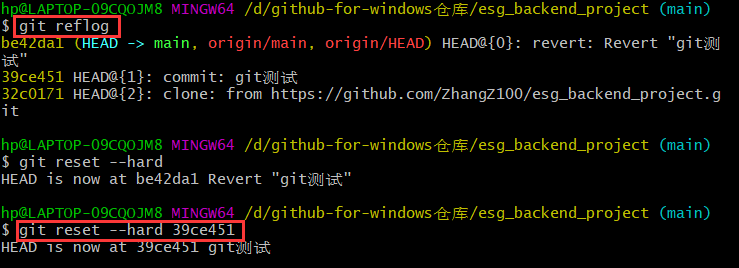 hp@LAPTOP-09CQOJM8 MINGW64 /d/github-for-windows仓库/esg_backend_project (main)
$ git reflog
be42da1 (HEAD -> main, origin/main, origin/HEAD) HEAD@{0}: revert: Revert "git测
试"
39ce451 HEAD@{1}: commit: git测试
32c0171 HEAD@{2}: clone: from https://github.com/ZhangZ100/esg_backend_project.g
it
hp@LAPTOP-09CQOJM8 MINGW64 /d/github-for-windows仓库/esg_backend_project (main)
$ git reset --hard
HEAD is now at be42da1 Revert "git测试"
hp@LAPTOP-09CQOJM8 MINGW64 /d/github-for-windows仓库/esg_backend_project (main)
$ git reset --hard 39ce451
HEAD is now at 39ce451 git测试